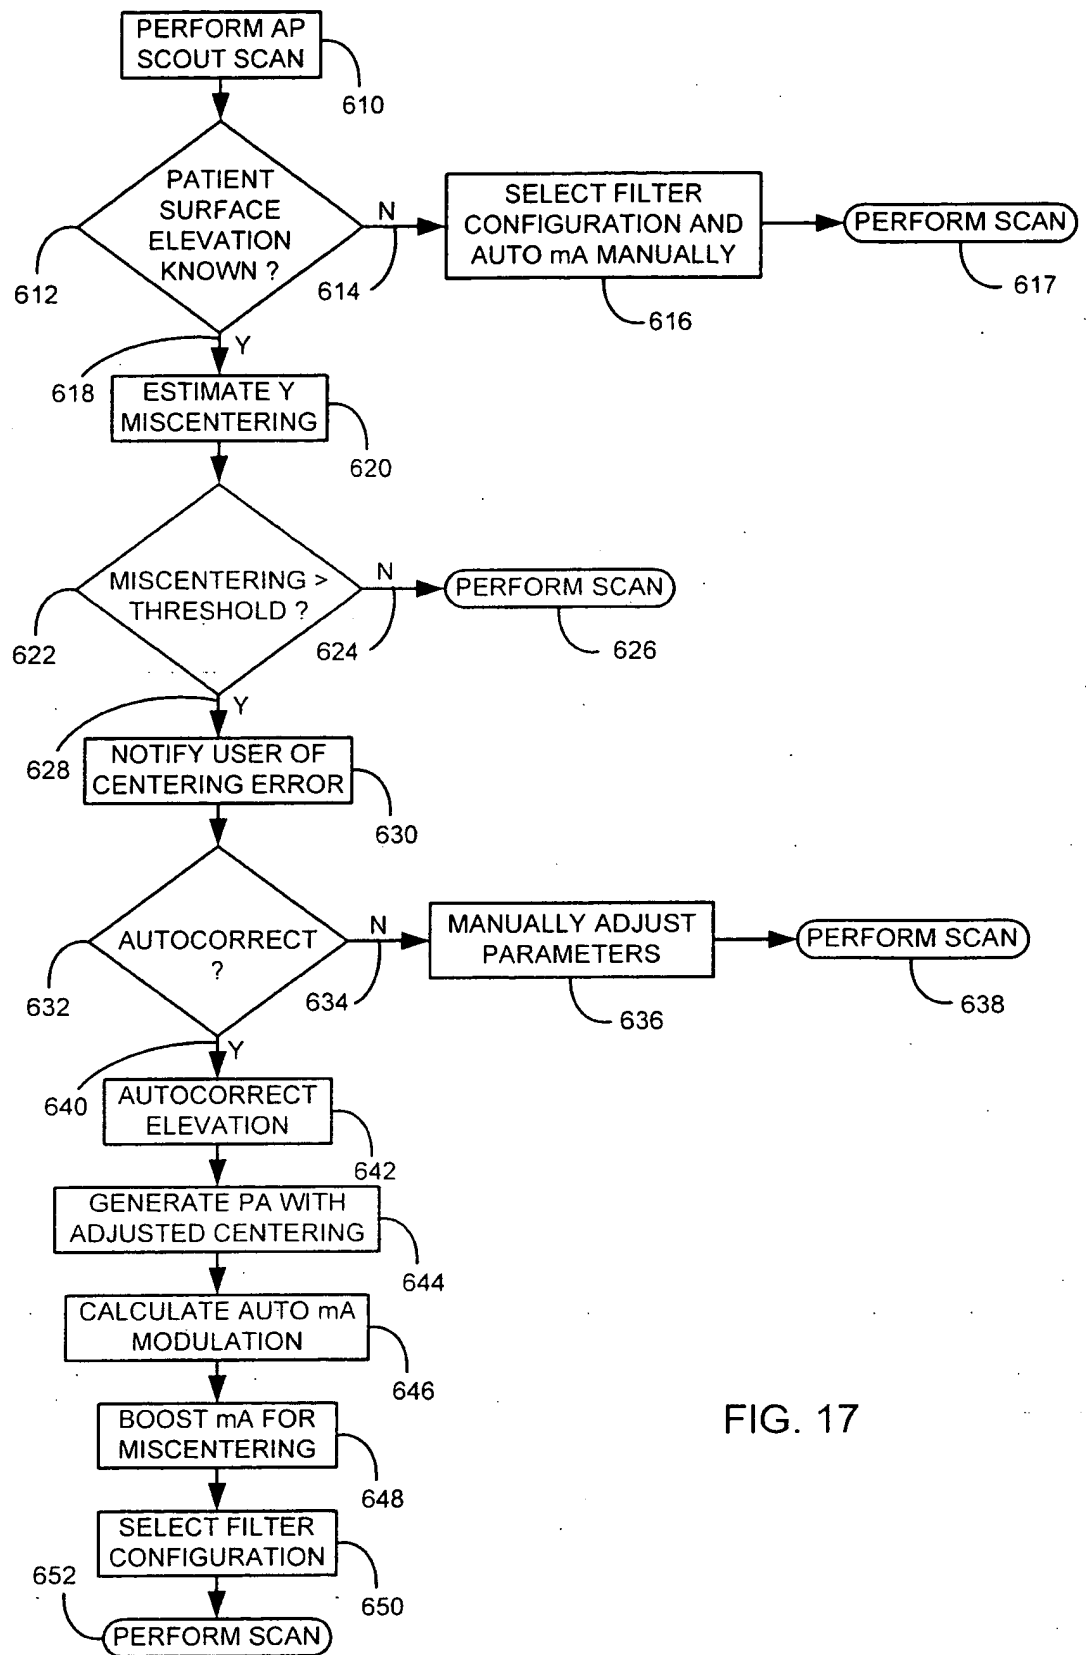 PERFORM AP
SCOUT SCAN
610
PATIENT
SURFACE
ELEVATION
KNOWN ?
612
N
614
SELECT FILTER
CONFIGURATION AND
AUTO mA MANUALLY
616
PERFORM SCAN
617
Y
618
ESTIMATE Y
MISCENTERING
620
MISCENTERING >
THRESHOLD ?
622
N
624
PERFORM SCAN
626
Y
628
NOTIFY USER OF
CENTERING ERROR
630
AUTOCORRECT
?
632
N
634
MANUALLY ADJUST
PARAMETERS
636
PERFORM SCAN
638
Y
640
AUTOCORRECT
ELEVATION
642
GENERATE PA WITH
ADJUSTED CENTERING
644
CALCULATE AUTO mA
MODULATION
646
BOOST mA FOR
MISCENTERING
648
SELECT FILTER
CONFIGURATION
650
652
PERFORM SCAN
FIG. 17